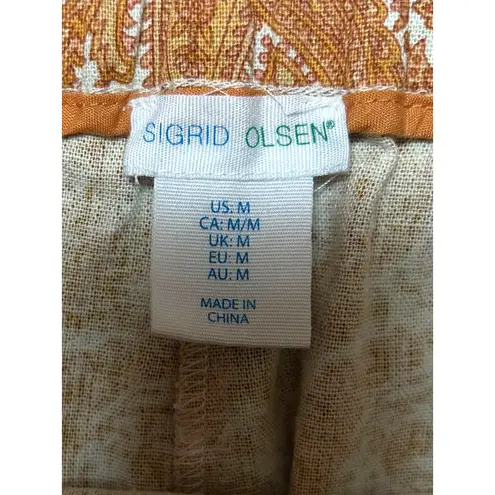 SIGRID OLSEN®
US: M
CA: M/M
UK: M
EU: M
AU: M
MADE IN
CHINA